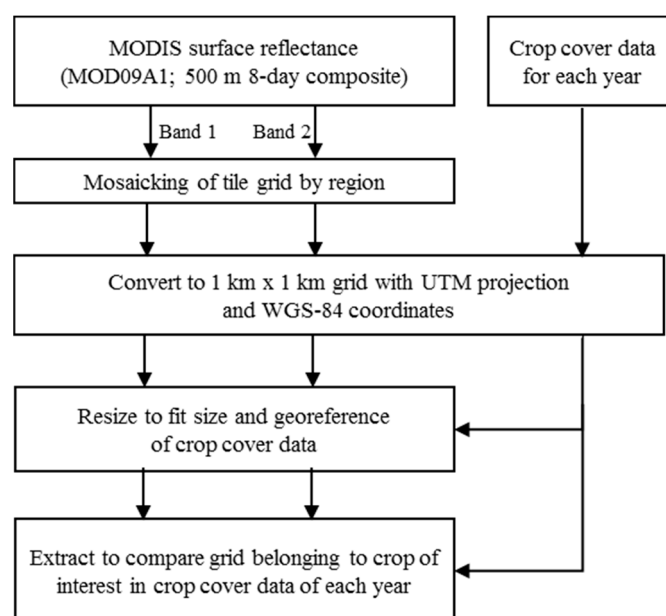 MODIS surface reflectance
(MOD09A1; 500 m 8-day composite)
Crop cover data
for each year
Band 1
Band 2
Mosaicking of tile grid by region
Convert to 1 km x 1 km grid with UTM projection
and WGS-84 coordinates
Resize to fit size and georeference
of crop cover data
Extract to compare grid belonging to crop of
interest in crop cover data of each year